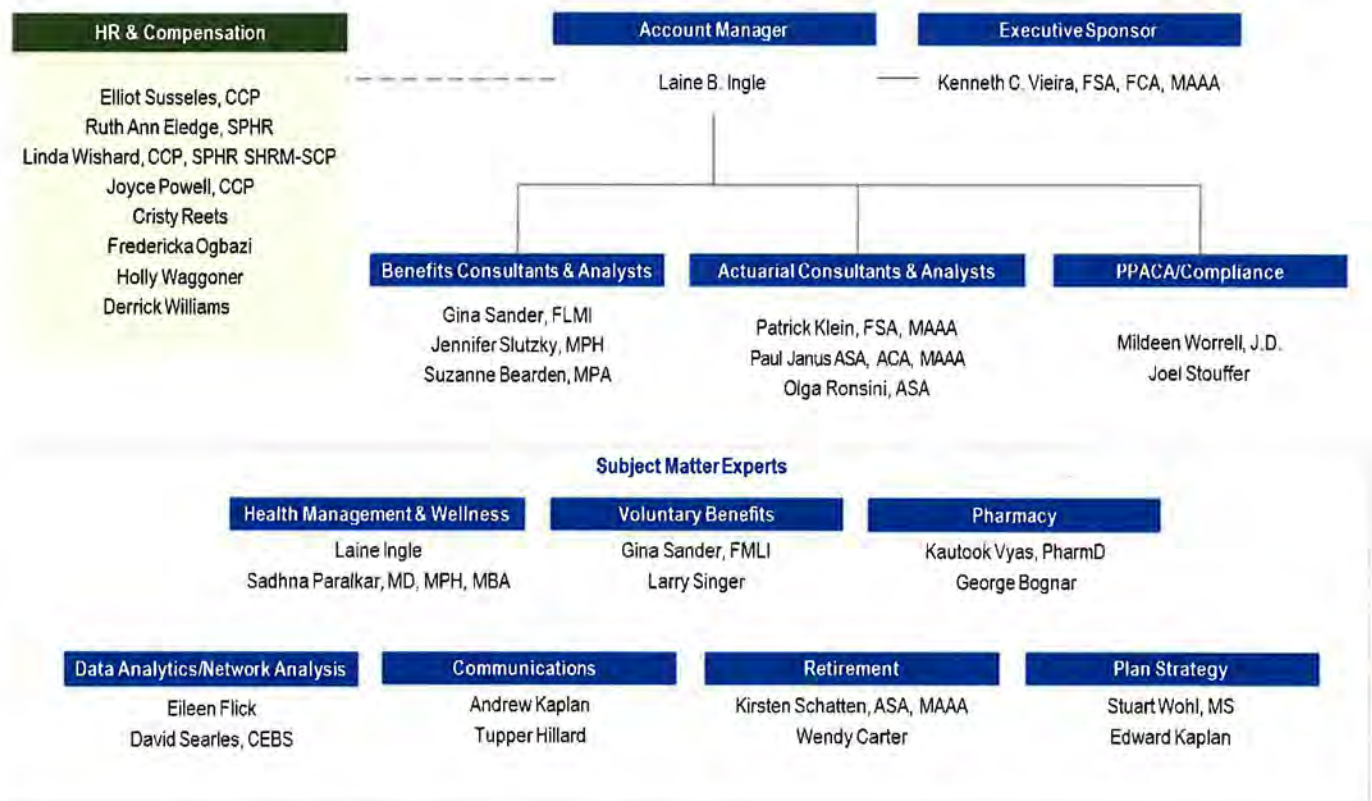 HR & Compensation
Elliot Susseles, CCP
Ruth Ann Eledge, SPHR
Linda Wishard, CCP, SPHR SHRM-SCP
Joyce Powell, CCP
Cristy Reets
Fredericka Ogbazi
Holly Waggoner
Derrick Williams
Account Manager
Laine B. Ingle
Executive Sponsor
Kenneth C. Vieira, FSA, FCA, MAAA
Benefits Consultants & Analysts
Gina Sander, FLMI
Jennifer Slutzky, MPH
Suzanne Bearden, MPA
Actuarial Consultants & Analysts
Patrick Klein, FSA, MAAA
Paul Janus ASA, ACA, MAAA
Olga Ronsini, ASA
PPACA/Compliance
Mildeen Worrell, J.D.
Joel Stouffer
Subject Matter Experts
Health Management & Wellness
Laine Ingle
Sadhna Paralkar, MD, MPH, MBA
Voluntary Benefits
Gina Sander, FMLI
Larry Singer
Pharmacy
Kautook Vyas, PharmD
George Bognar
Data Analytics/Network Analysis
Eileen Flick
David Searles, CEBS
Communications
Andrew Kaplan
Tupper Hillard
Retirement
Kirsten Schatten, ASA, MAAA
Wendy Carter
Plan Strategy
Stuart Wohl, MS
Edward Kaplan